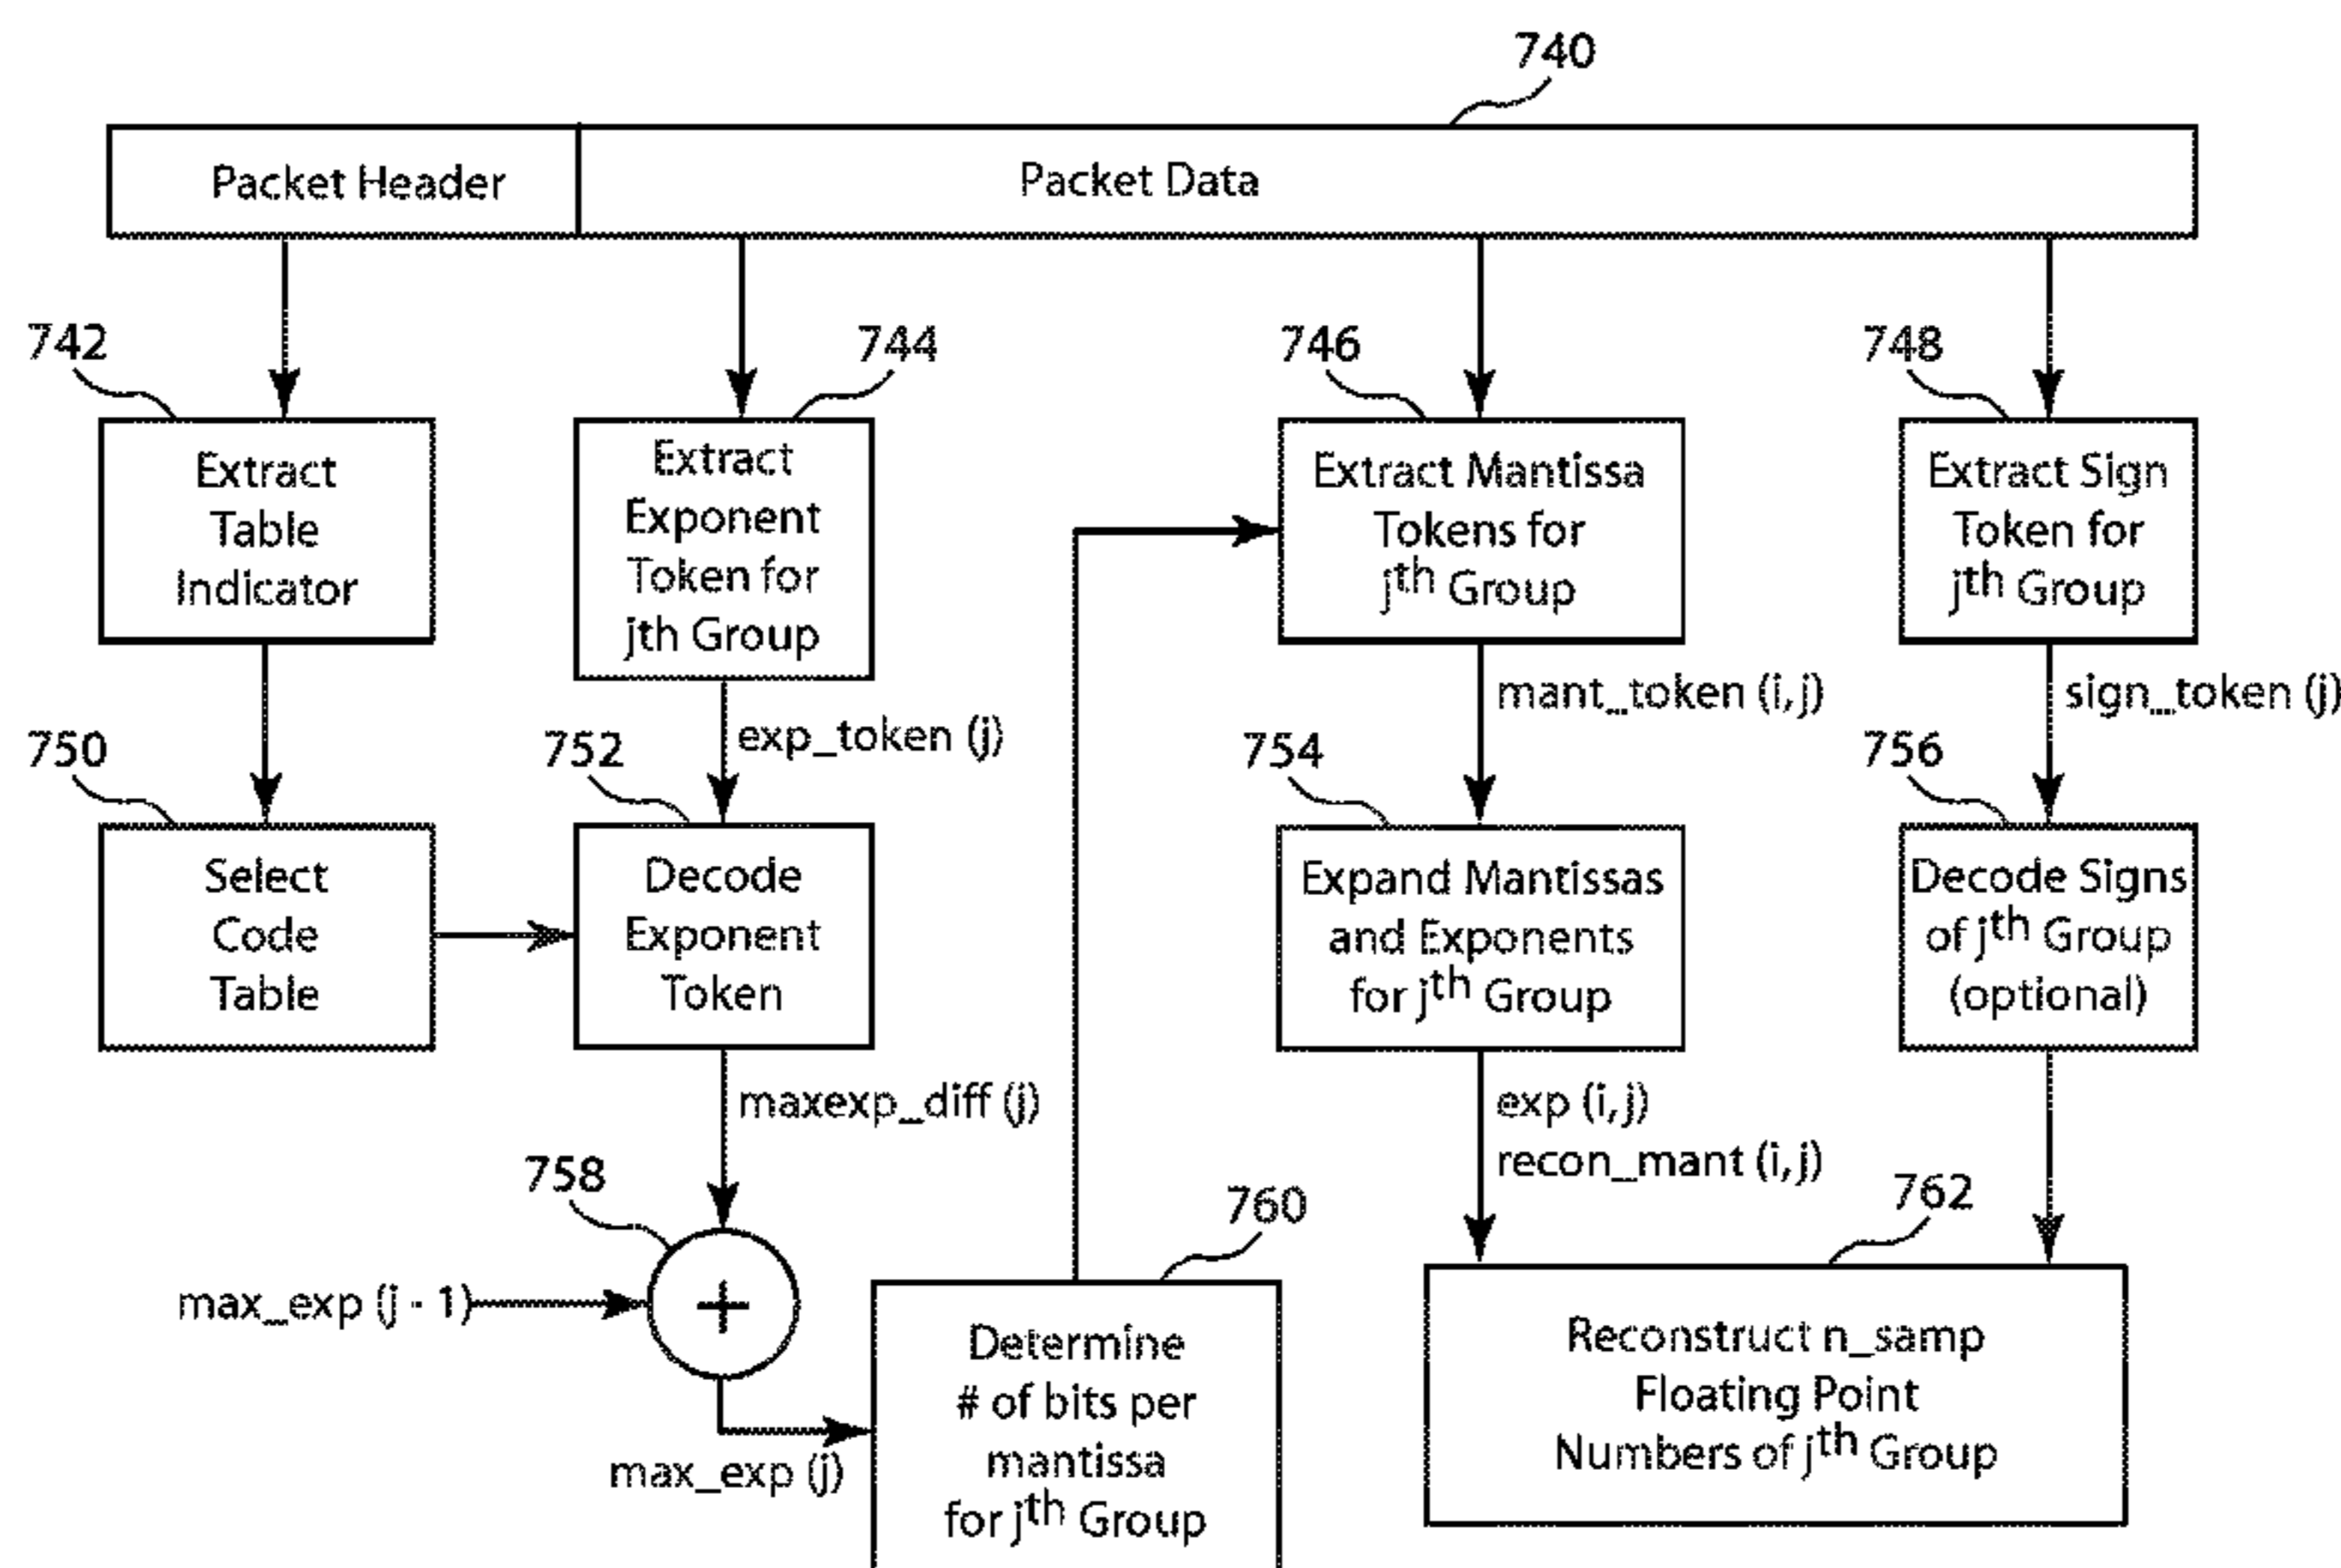 740
Packet Header
Packet Data
742
744
746
748
Extract
Table
Indicator
Extract
Exponent
Token for
jth Group
Extract Mantissa
Tokens for
jth Group
Extract Sign
Token for
jth Group
exp_token (j)
mant_token (i, j)
sign_token (j)
750
752
754
756
Select
Code
Table
Decode
Exponent
Token
Expand Mantissas
and Exponents
for jth Group
Decode Signs
of jth Group
(optional)
maxexp_diff (j)
exp (i, j)
recon_mant (i, j)
758
760
762
max_exp (j - 1)
+
max_exp (j)
Determine
# of bits per
mantissa
for jth Group
Reconstruct n_samp
Floating Point
Numbers of jth Group